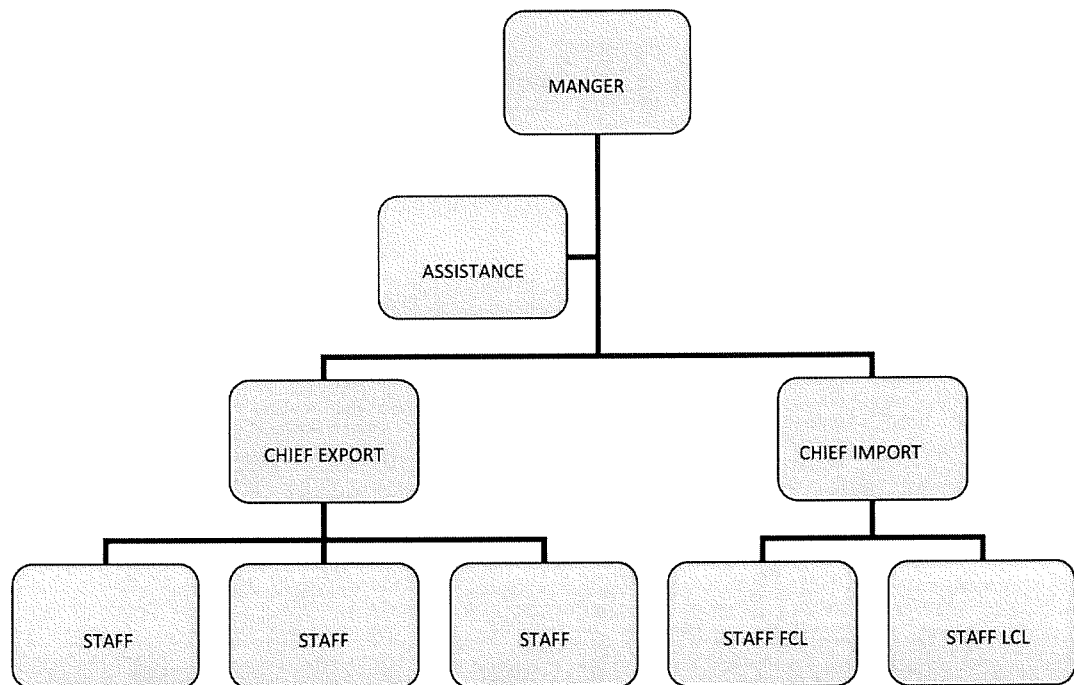 MANGER
ASSISTANCE
CHIEF EXPORT
CHIEF IMPORT
STAFF
STAFF
STAFF
STAFF FCL
STAFF LCL